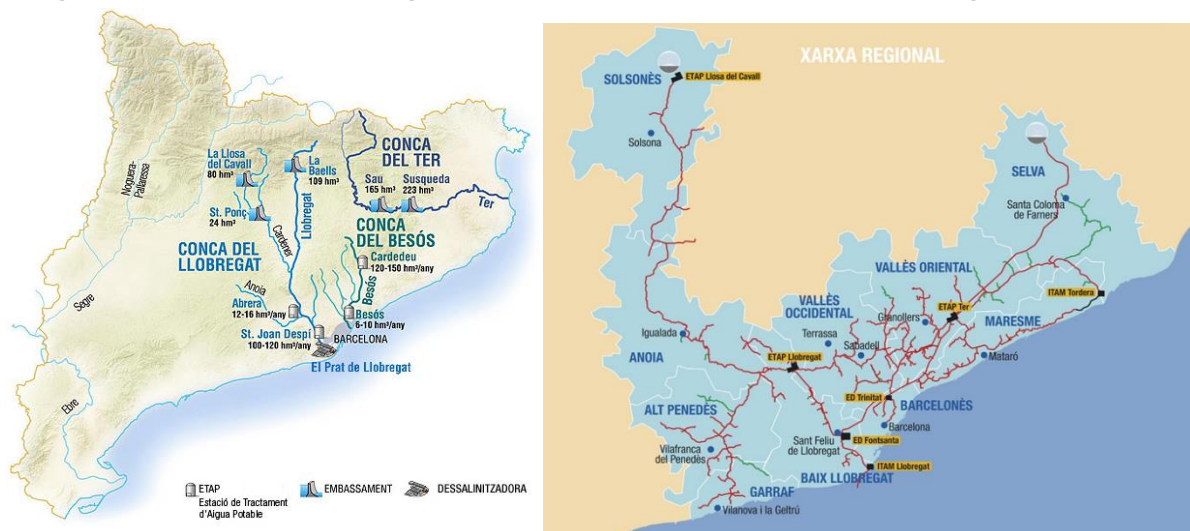 CONCA
DEL TER
La Llosa
del Cavall
80 hm³
La
Baells
109 hm³
Sau
165 hm³
Susqueda
223 hm³
Ter
Noguera-
Pallaressa
St. Ponç
24 hm³
Cardener
Llobregat
CONCA DEL
LLOBREGAT
CONCA
DEL BESÓS
Cardedeu
120-150 hm³/any
Besós
Segre
Anoia
Abrera
12-16 hm³/any
Besós
6-10 hm³/any
St. Joan Despí
100-120 hm³/any
BARCELONA
El Prat de Llobregat
Ebre
ETAP
Estació de Tractament
d'Aigua Potable
EMBASSAMENT
DESSALINITZADORA
XARXA REGIONAL
SOLSONÈS
ETAP Llosa del Cavall
Solsona
SELVA
Santa Coloma
de Farners
VALLÈS ORIENTAL
ITAM Tordera
VALLÈS
OCCIDENTAL
ETAP Ter
Granollers
MARESME
Igualada
Terrassa
Sabadell
ANOIA
ETAP Llobregat
Mataró
ED Trinitat
BARCELONÈS
ALT PENEDÈS
Barcelona
Sant Feliu
de Llobregat
ED Fontsanta
Vilafranca
del Penedès
ITAM Llobregat
BAIX LLOBREGAT
GARRAF
Vilanova i la Geltrú